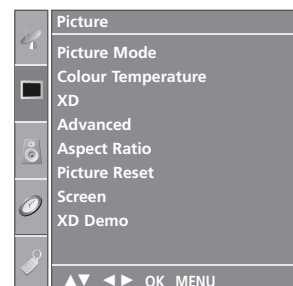 Picture
Picture Mode
Colour Temperature
XD
Advanced
Aspect Ratio
Picture Reset
Screen
XD Demo
▲▼ ◄► OK MENU